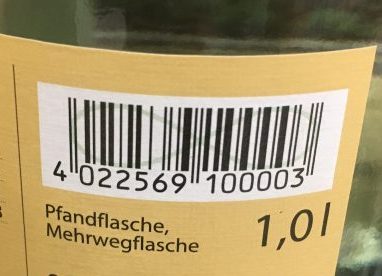 4 022569 100003
Pfandflasche,
Mehrwegflasche
1,0 l